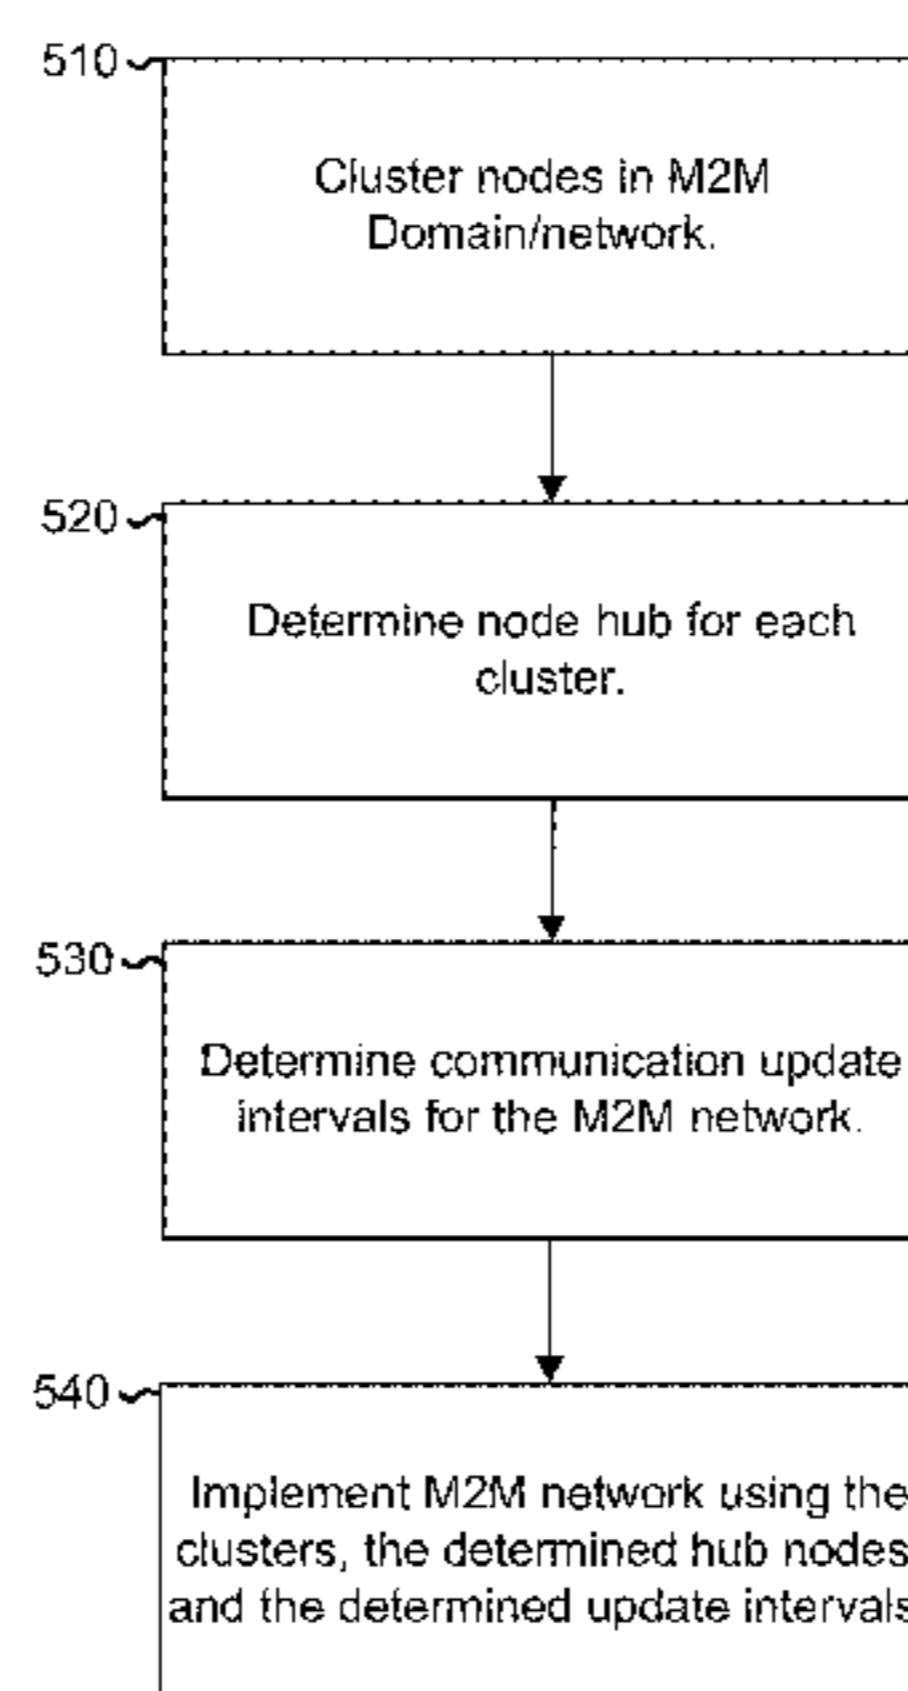 510
Cluster nodes in M2M
Domain/network.
520
Determine node hub for each
cluster.
530
Determine communication update
intervals for the M2M network.
540
Implement M2M network using the
clusters, the determined hub nodes
and the determined update intervals